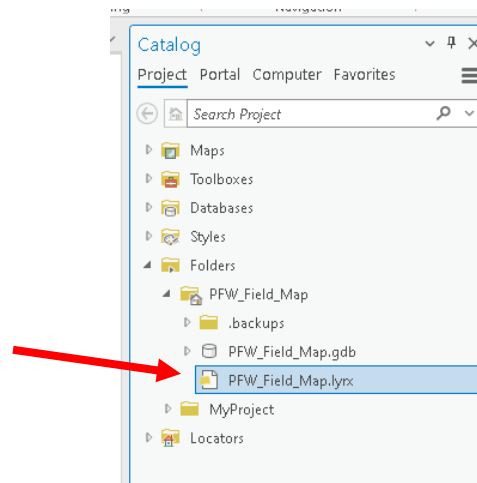 Catalog
Project Portal Computer Favorites
Search Project
Maps
Toolboxes
Databases
Styles
Folders
PFW_Field_Map
.backups
PFW_Field_Map.gdb
PFW_Field_Map.lyrx
MyProject
Locators